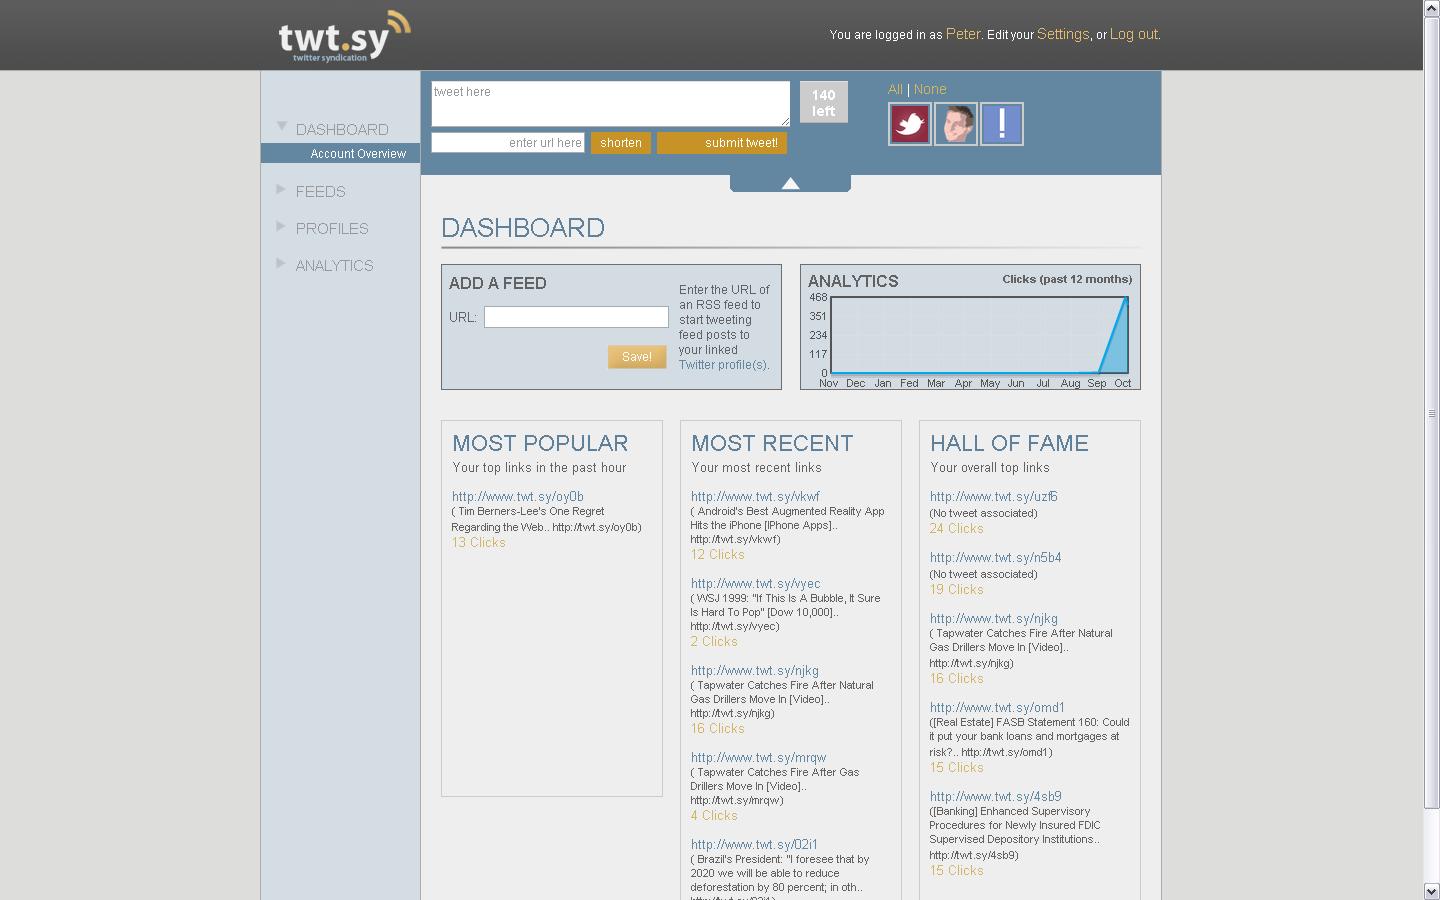 twt.sy
twitter syndication
You are logged in as Peter. Edit your Settings, or Log out.
tweet here
140
left
All | None
enter url here
shorten
submit tweet!
!
DASHBOARD
Account Overview
FEEDS
PROFILES
ANALYTICS
DASHBOARD
ADD A FEED
URL:
Save!
Enter the URL of
an RSS feed to
start tweeting
feed posts to
your linked
Twitter profile(s).
ANALYTICS
Clicks (past 12 months)
468
351
234
117
0
Nov Dec Jan Fed Mar Apr May Jun Jul Aug Sep Oct
MOST POPULAR
Your top links in the past hour
http://www.twt.sy/oy0b
( Tim Berners-Lee's One Regret
Regarding the Web.. http://twt.sy/oy0b)
13 Clicks
MOST RECENT
Your most recent links
http://www.twt.sy/vkwf
( Android's Best Augmented Reality App
Hits the iPhone [IPhone Apps]..
http://twt.sy/vkwf)
12 Clicks
http://www.twt.sy/vyec
( WSJ 1999: "If This Is A Bubble, It Sure
Is Hard To Pop" [Dow 10,000]..
http://twt.sy/vyec)
2 Clicks
http://www.twt.sy/njkg
( Tapwater Catches Fire After Natural
Gas Drillers Move In [Video]..
http://twt.sy/njkg)
16 Clicks
http://www.twt.sy/mrqw
( Tapwater Catches Fire After Gas
Drillers Move In [Video]..
http://twt.sy/mrqw)
4 Clicks
http://www.twt.sy/02i1
( Brazil's President: "I foresee that by
2020 we will be able to reduce
deforestation by 80 percent; in oth..
http://twt.sy/02i1)
HALL OF FAME
Your overall top links
http://www.twt.sy/uzf6
(No tweet associated)
24 Clicks
http://www.twt.sy/n5b4
(No tweet associated)
19 Clicks
http://www.twt.sy/njkg
( Tapwater Catches Fire After Natural
Gas Drillers Move In [Video]..
http://twt.sy/njkg)
16 Clicks
http://www.twt.sy/omd1
([Real Estate] FASB Statement 160: Could
it put your bank loans and mortgages at
risk?.. http://twt.sy/omd1)
15 Clicks
http://www.twt.sy/4sb9
([Banking] Enhanced Supervisory
Procedures for Newly Insured FDIC
Supervised Depository Institutions..
http://twt.sy/4sb9)
15 Clicks